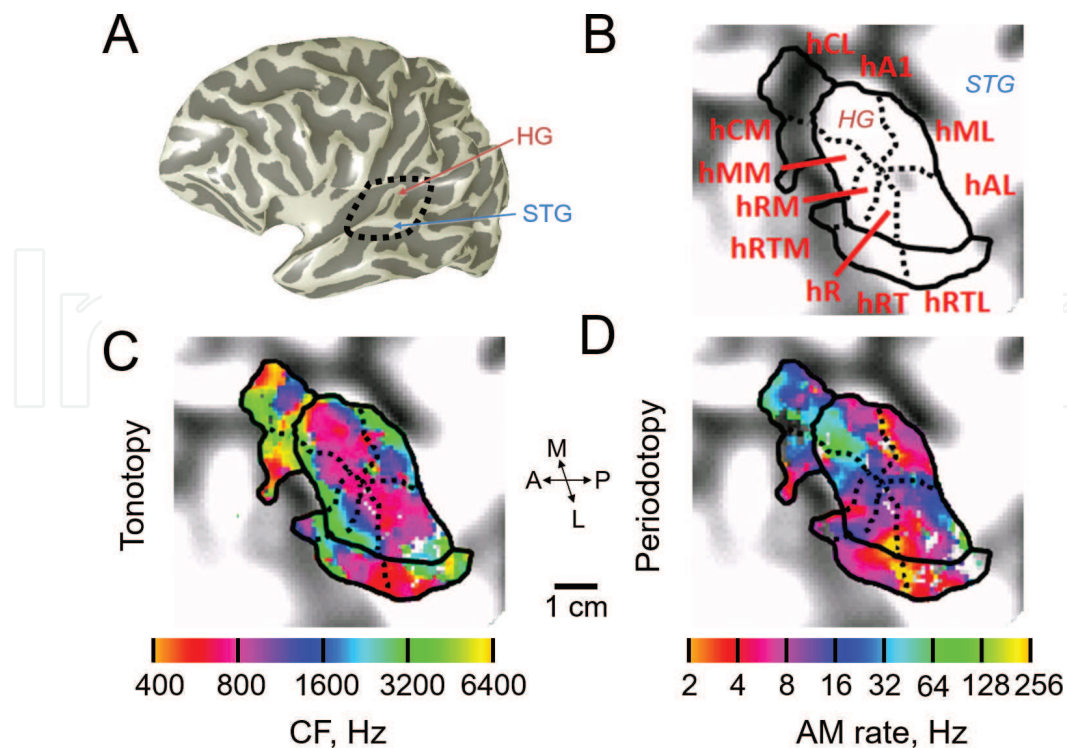 A
HG
STG
B
hCL
hA1
STG
HG
hCM
hML
hMM
hAL
hRM
hRTM
hR
hRT
hRTL
C
Tonotopy
M
A P
L
1 cm
400 800 1600 3200 6400
CF, Hz
D
Periodotopy
2 4 8 16 32 64 128 256
AM rate, Hz